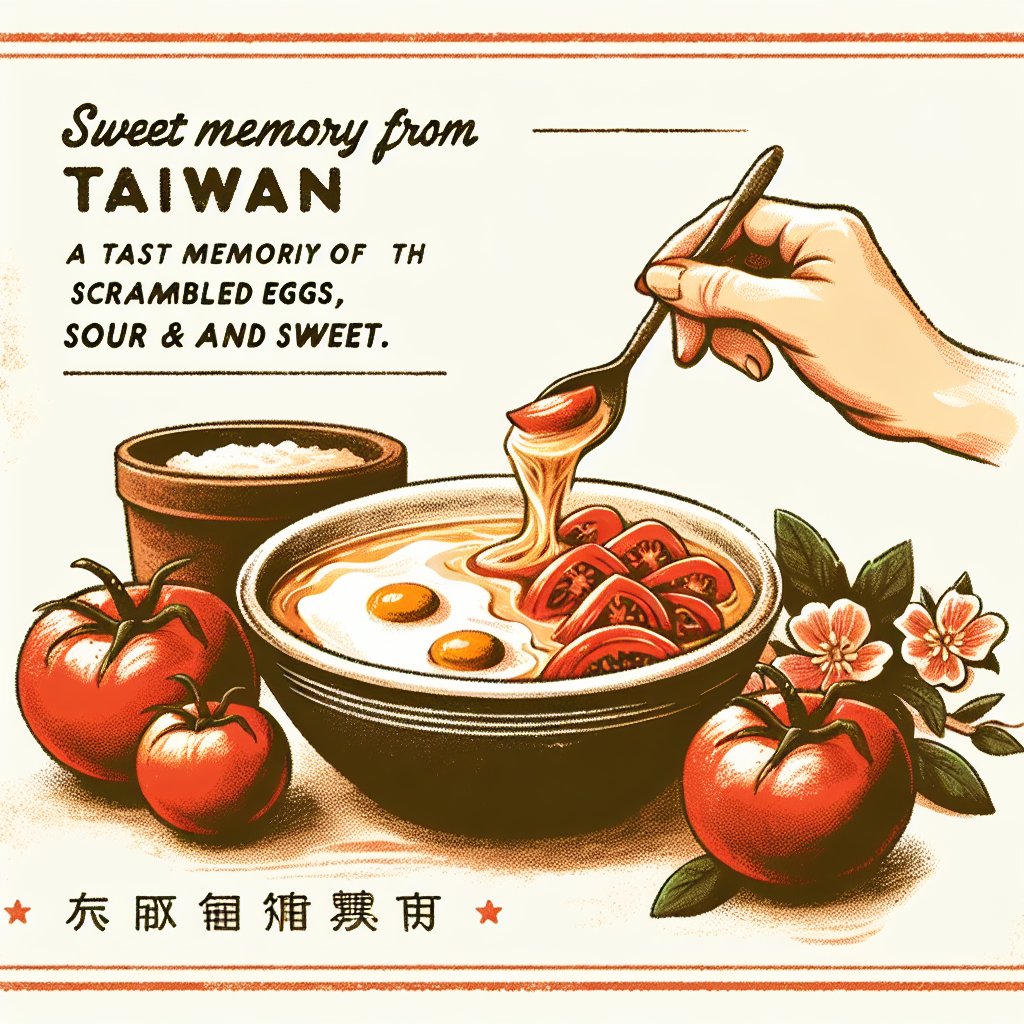 Sweet memory from
TAIWAN
A TAST MEMORIY OF TH
SCRAMBLED EGGS,
SOUR & AND SWEET.